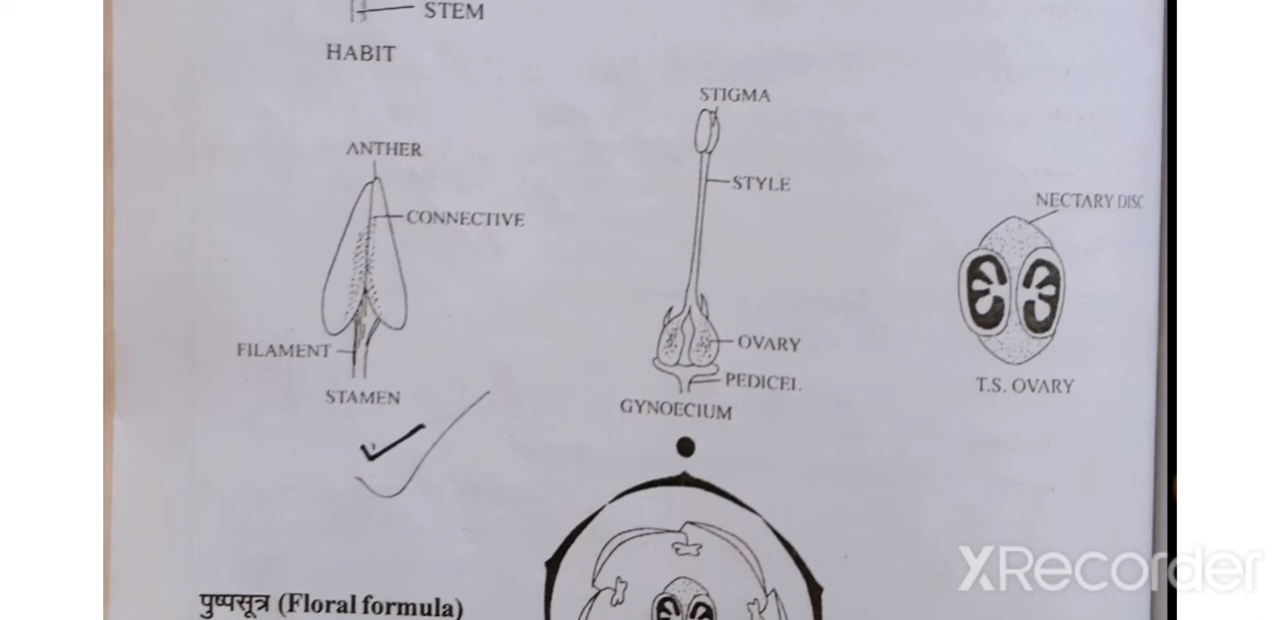 STEM
HABIT
STIGMA
ANTHER
STYLE
CONNECTIVE
NECTARY DISC
FILAMENT
OVARY
PEDICEL
STAMEN
GYNOECIUM
T.S. OVARY
XRecorder
पुष्पसूत्र (Floral formula)